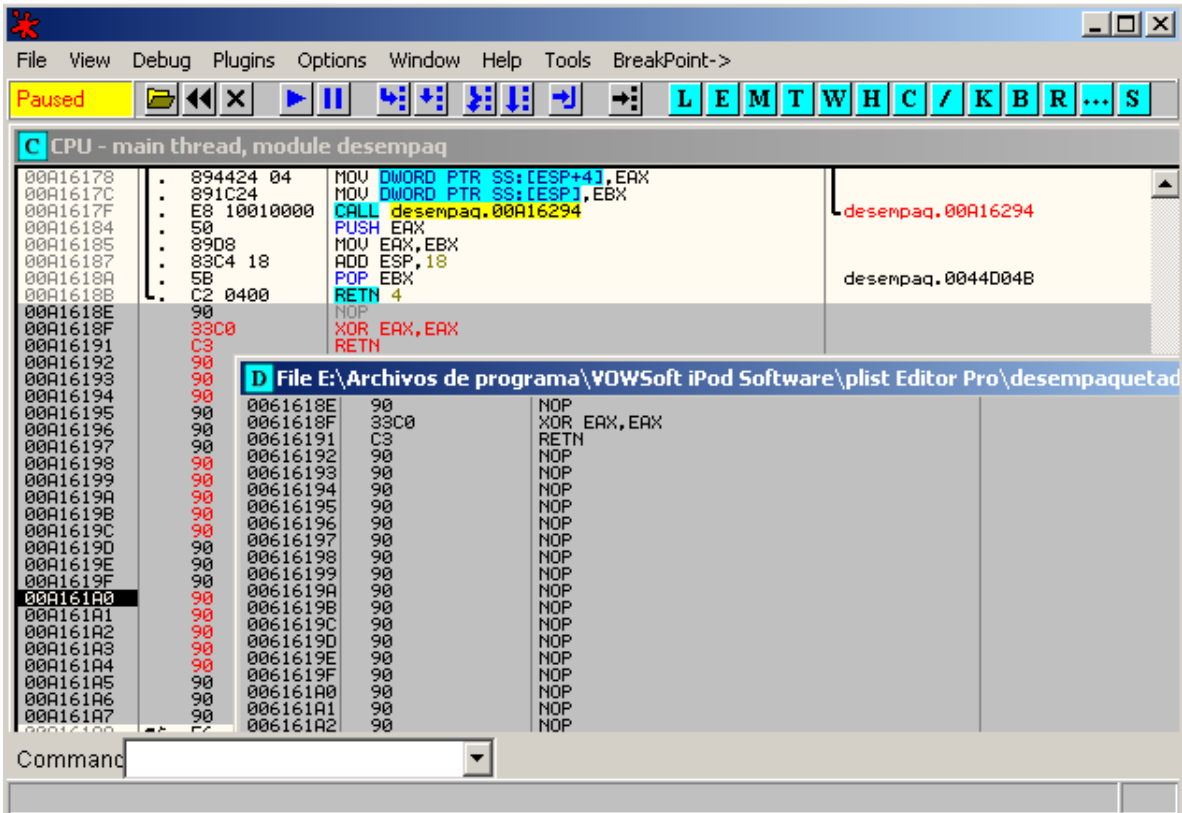 File View Debug Plugins Options Window Help Tools BreakPoint->
Paused L E M T W H C / K B R ... S
C CPU - main thread, module desempaq
00A16178 . 894424 04 MOV DWORD PTR SS:[ESP+4],EAX
00A1617C . 891C24 MOV DWORD PTR SS:[ESP],EBX
00A1617F . E8 10010000 CALL desempaq.00A16294 desempaq.00A16294
00A16184 . 50 PUSH EAX
00A16185 . 89D8 MOV EAX,EBX
00A16187 . 83C4 18 ADD ESP,18
00A1618A . 5B POP EBX desempaq.0044D04B
00A1618B . C2 0400 RETN 4
00A1618E 90 NOP
00A1618F 33C0 XOR EAX,EAX
00A16191 C3 RETN
00A16192 90
00A16193 90
00A16194 90
00A16195 90
00A16196 90
00A16197 90
00A16198 90
00A16199 90
00A1619A 90
00A1619B 90
00A1619C 90
00A1619D 90
00A1619E 90
00A1619F 90
00A161A0 90
00A161A1 90
00A161A2 90
00A161A3 90
00A161A4 90
00A161A5 90
00A161A6 90
00A161A7 90
D File E:\Archivos de programa\VOWSoft iPod Software\plist Editor Pro\desempaquetad
0061618E 90 NOP
0061618F 33C0 XOR EAX,EAX
00616191 C3 RETN
00616192 90 NOP
00616193 90 NOP
00616194 90 NOP
00616195 90 NOP
00616196 90 NOP
00616197 90 NOP
00616198 90 NOP
00616199 90 NOP
0061619A 90 NOP
0061619B 90 NOP
0061619C 90 NOP
0061619D 90 NOP
0061619E 90 NOP
0061619F 90 NOP
006161A0 90 NOP
006161A1 90 NOP
006161A2 90 NOP
Command